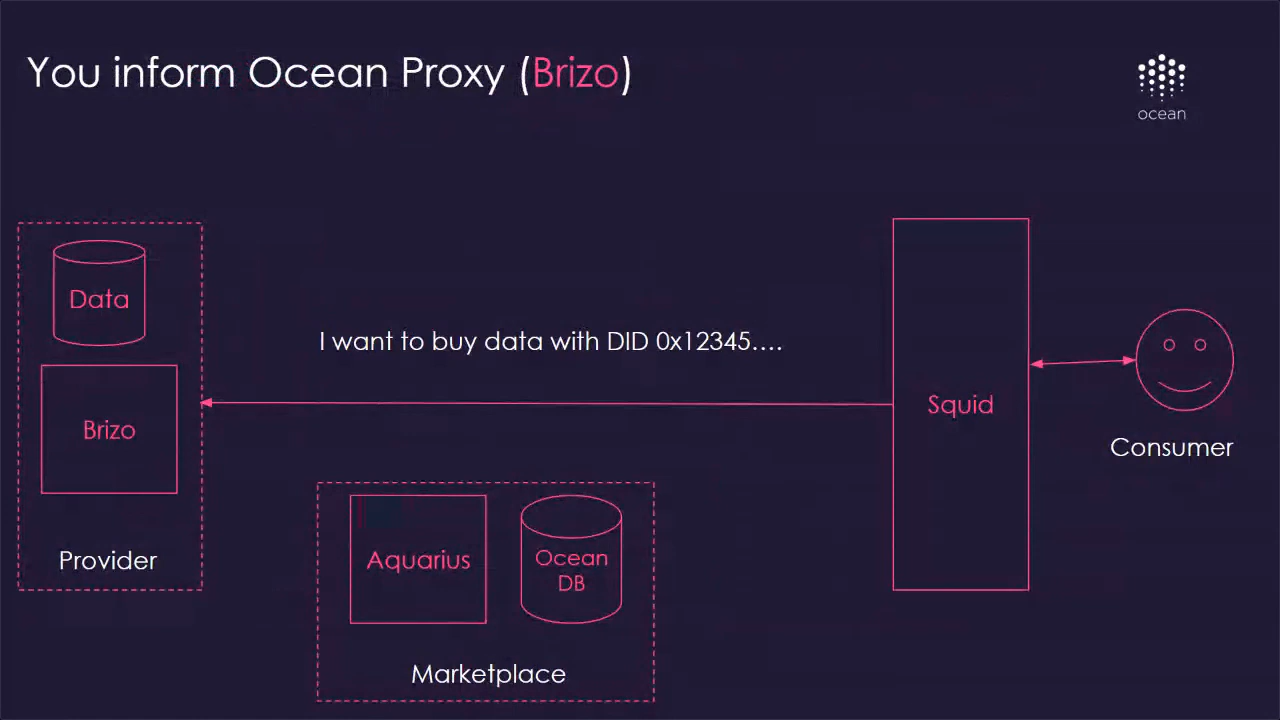 You inform Ocean Proxy (Brizo)
ocean
Data
Brizo
Provider
I want to buy data with DID 0x12345....
Aquarius
Ocean
DB
Marketplace
Squid
Consumer